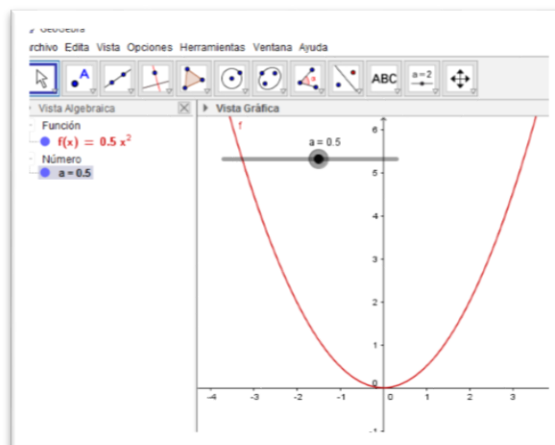 GeoGebra
rchivo Edita Vista Opciones Herramientas Ventana Ayuda
A
ABC
a=2
Vista Algebraica
Vista Gráfica
Función
f(x) = 0.5 x²
Número
a = 0.5
f
a = 0.5
6
5
4
3
2
1
0
-4 -3 -2 -1 0 1 2 3
-1